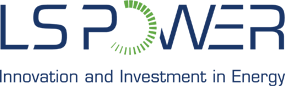 LS POWER
Innovation and Investment in Energy